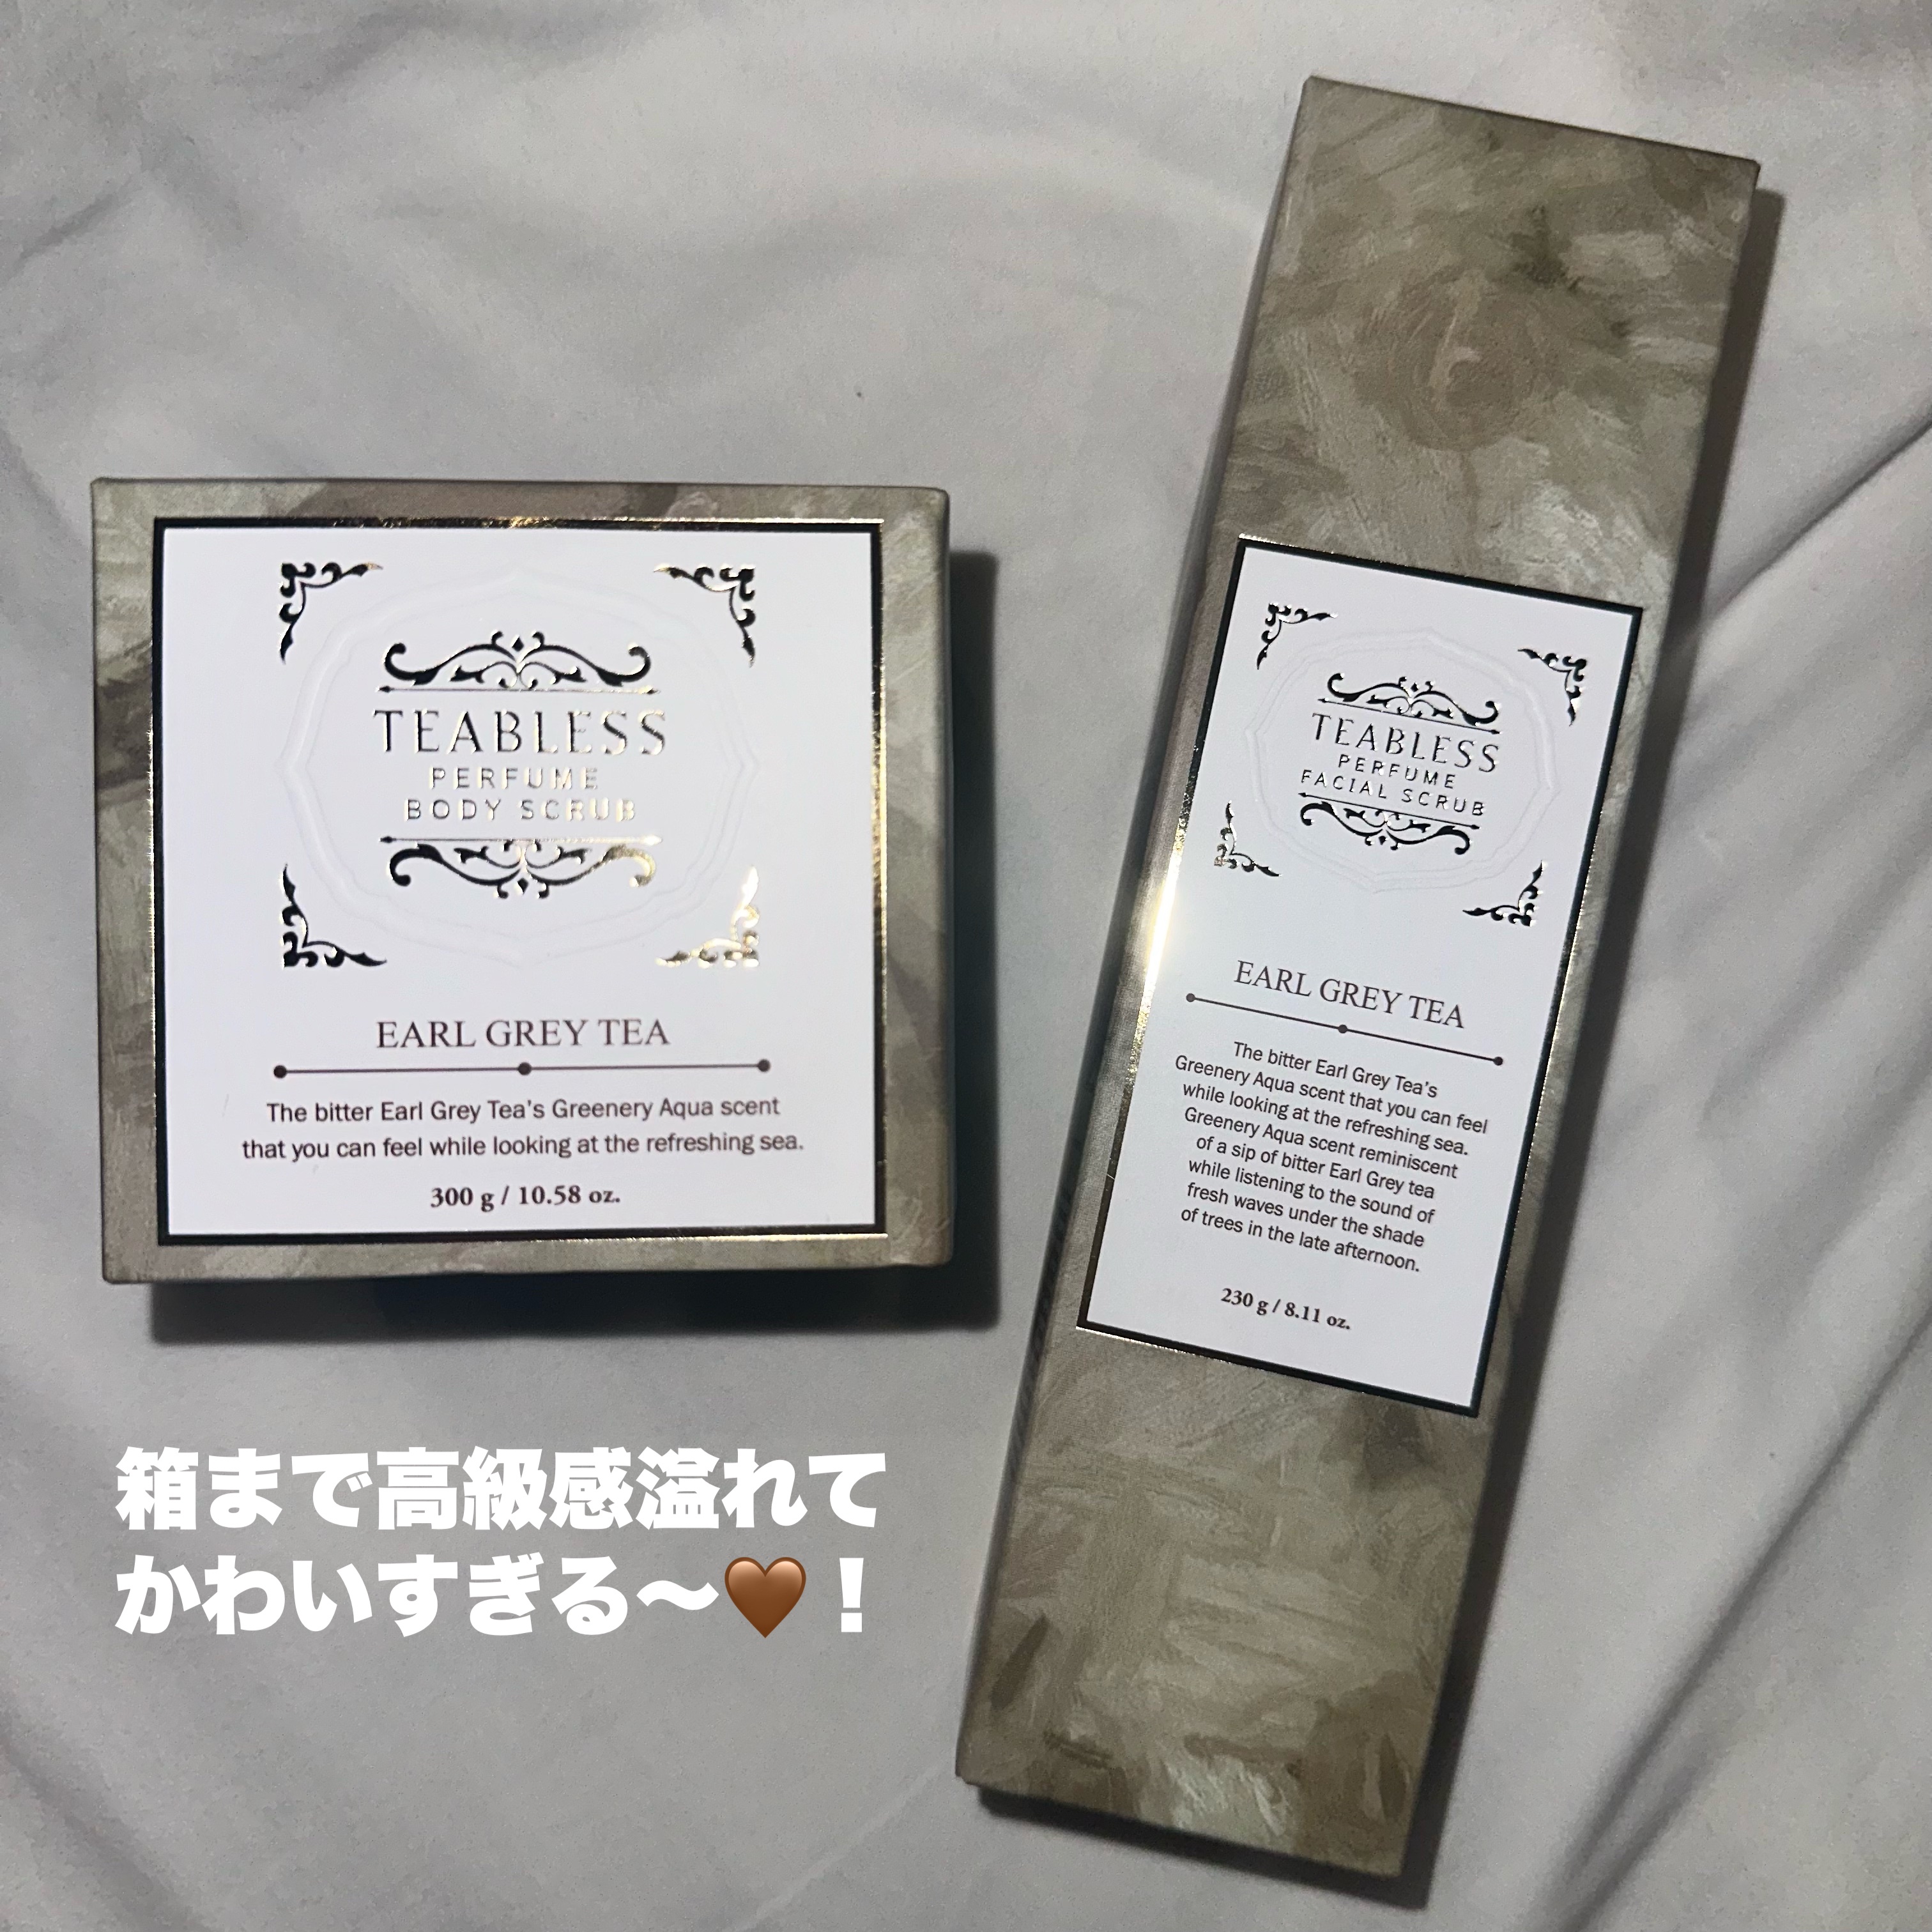 TEABLESS
PERFUME
BODY SCRUB
EARL GREY TEA
The bitter Earl Grey Tea's Greenery Aqua scent
that you can feel while looking at the refreshing sea.
300 g / 10.58 oz.
TEABLESS
PERFUME
FACIAL SCRUB
EARL GREY TEA
The bitter Earl Grey Tea's
Greenery Aqua scent that you can feel
while looking at the refreshing sea.
Greenery Aqua scent reminiscent
of a sip of bitter Earl Grey tea
while listening to the sound of
fresh waves under the shade
of trees in the late afternoon.
230 g / 8.11 oz.
箱まで高級感溢れて
かわいすぎる〜🤎！